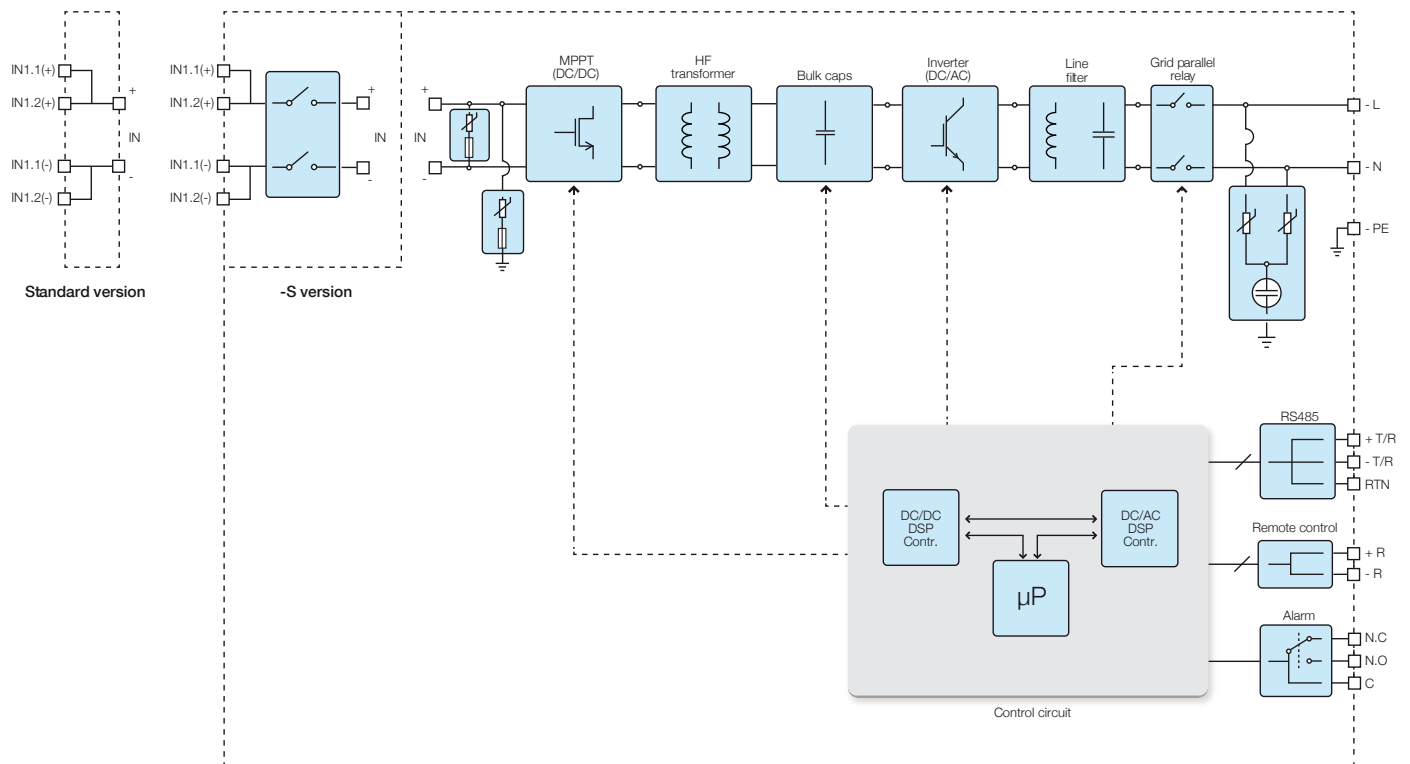 IN1.1(+)
IN1.2(+)
+
IN
IN1.1(-)
-
IN1.2(-)
Standard version
IN1.1(+)
IN1.2(+)
+
IN
IN1.1(-)
-
IN1.2(-)
-S version
+
IN
-
MPPT
(DC/DC)
HF
transformer
Bulk caps
Inverter
(DC/AC)
Line
filter
Grid parallel
relay
- L
- N
- PE
DC/DC
DSP
Contr.
DC/AC
DSP
Contr.
µP
Control circuit
RS485
+ T/R
- T/R
RTN
Remote control
+ R
- R
Alarm
N.C
N.O
C